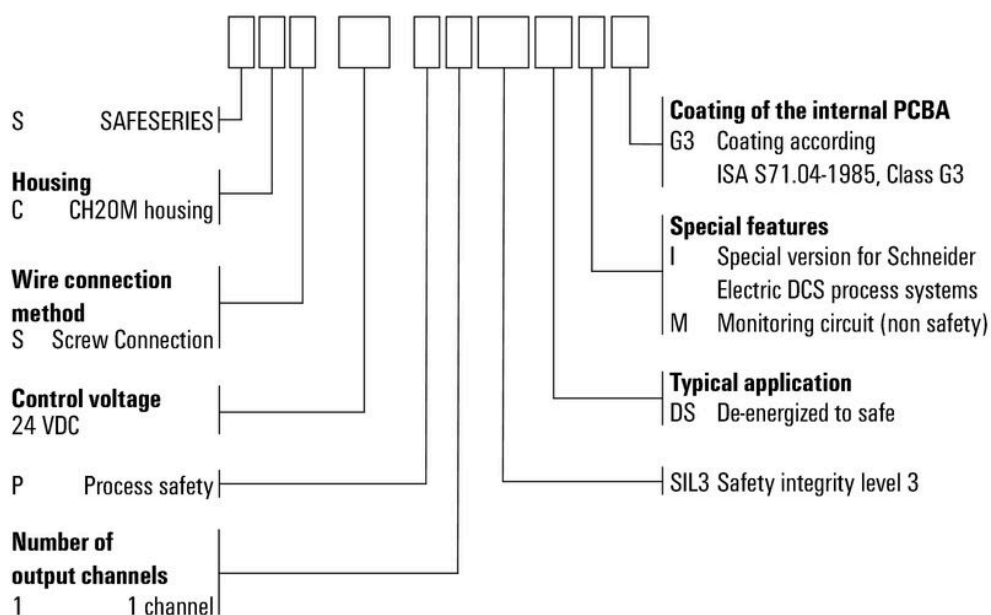 S SAFESERIES
Housing
C CH20M housing
Wire connection
method
S Screw Connection
Control voltage
24 VDC
P Process safety
Number of
output channels
1 1 channel
Coating of the internal PCBA
G3 Coating according
ISA S71.04-1985, Class G3
Special features
I Special version for Schneider
Electric DCS process systems
M Monitoring circuit (non safety)
Typical application
DS De-energized to safe
SIL3 Safety integrity level 3